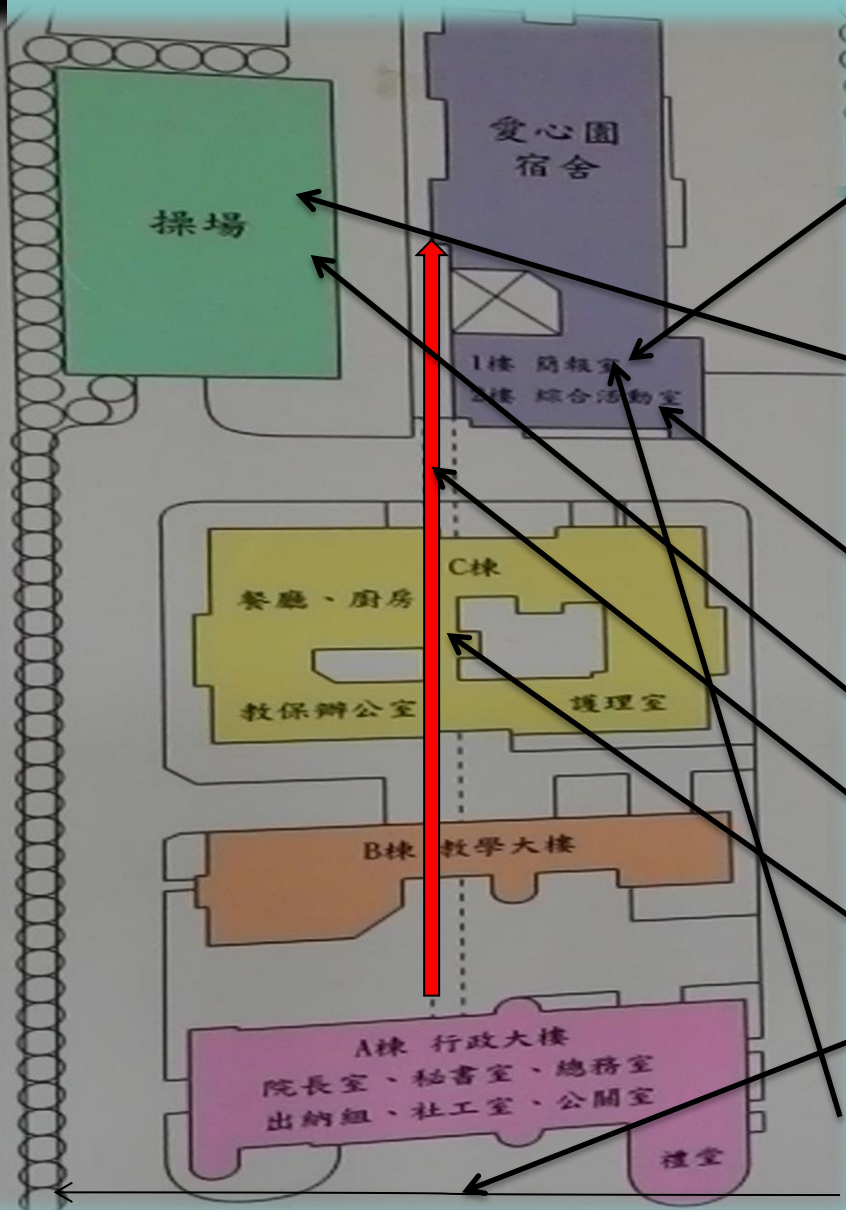 愛心園
宿舍
操場
1樓 簡報室
2樓 綜合活動室
C棟
餐廳、廚房
教保辦公室
護理室
B棟 教學大樓
A棟 行政大樓
院長室、秘書室、總務室
出納組、社工室、公關室
禮堂